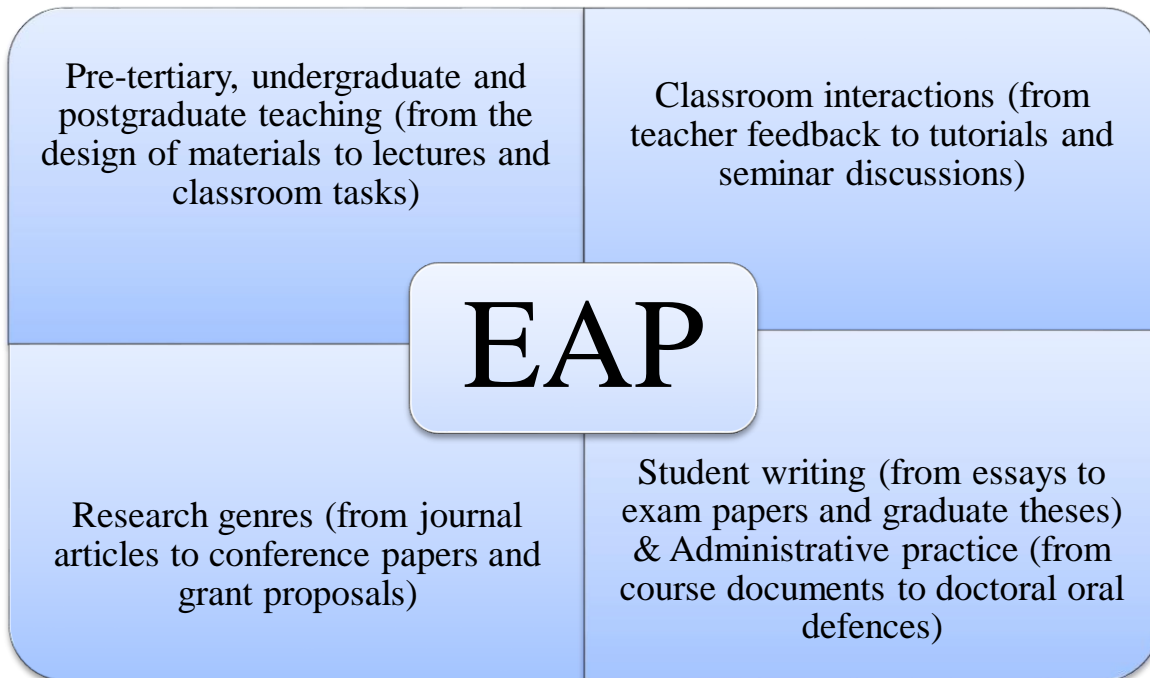 Pre-tertiary, undergraduate and
postgraduate teaching (from the
design of materials to lectures and
classroom tasks)
Classroom interactions (from
teacher feedback to tutorials and
seminar discussions)
EAP
Research genres (from journal
articles to conference papers and
grant proposals)
Student writing (from essays to
exam papers and graduate theses)
& Administrative practice (from
course documents to doctoral oral
defences)